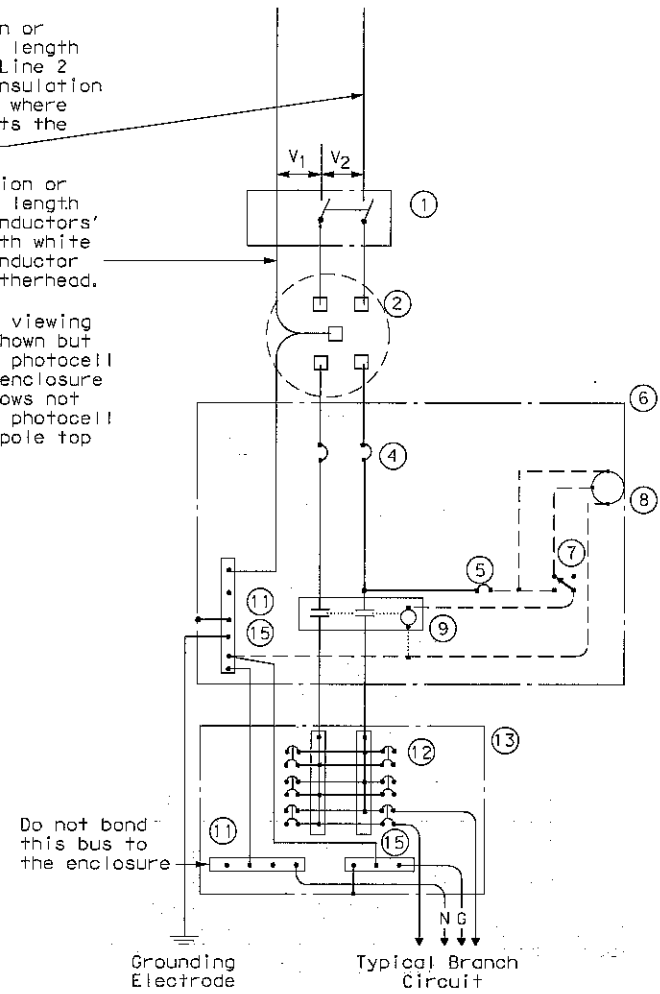 n or
length
Line 2
nsulation
where
ts the
V1
V2
1
ion or
length
nductors'
th white
nductor
therhead.
2
viewing
hown but
photocell
enclosure
ows not
photocell
pole top
6
4
8
7
5
11
9
15
13
12
Do not bond
this bus to
the enclosure
11
15
N G
Grounding
Electrode
Typical Branch
Circuit